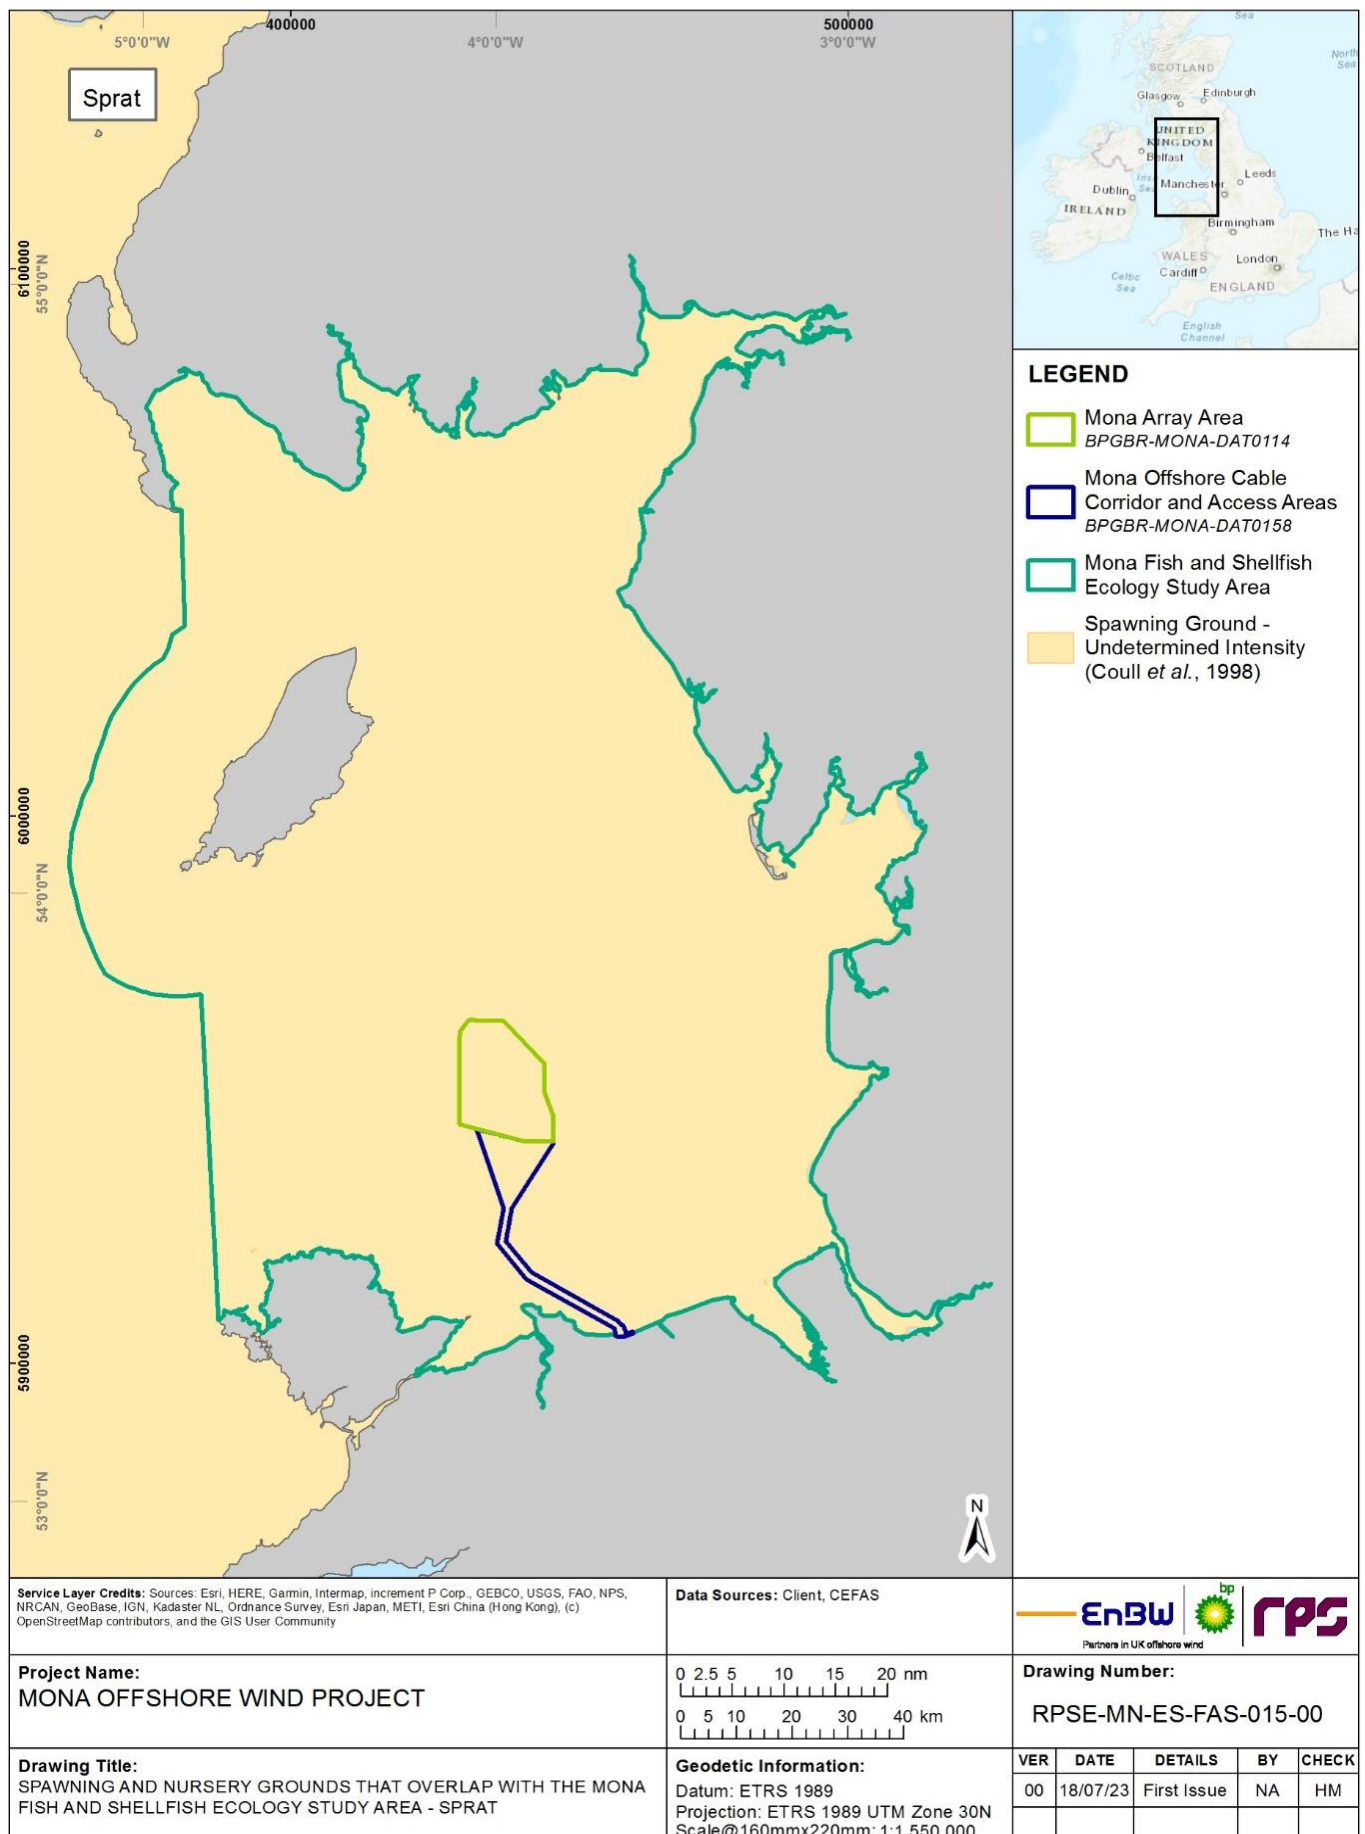 400000
500000
5°0'0"W
4°0'0"W
3°0'0"W
Sprat
6100000
55°0'0"N
6000000
54°0'0"N
5900000
53°0'0"N
N
Sea
North
Sea
SCOTLAND
Glasgow
Edinburgh
UNITED
KINGDOM
Belfast
Leeds
Manchester
Dublin
IRELAND
Birmingham
The Ha
WALES
London
Cardiff
Celtic
Sea
ENGLAND
English
Channel
LEGEND
Mona Array Area
BPGBR-MONA-DAT0114
Mona Offshore Cable
Corridor and Access Areas
BPGBR-MONA-DAT0158
Mona Fish and Shellfish
Ecology Study Area
Spawning Ground -
Undetermined Intensity
(Coull et al., 1998)
Service Layer Credits: Sources: Esri, HERE, Garmin, Intermap, increment P Corp., GEBCO, USGS, FAO, NPS,
NRCAN, GeoBase, IGN, Kadaster NL, Ordnance Survey, Esri Japan, METI, Esri China (Hong Kong), (c)
OpenStreetMap contributors, and the GIS User Community
Data Sources: Client, CEFAS
EnBW
bp
rps
Partners in UK offshore wind
Project Name:
MONA OFFSHORE WIND PROJECT
0 2.5 5 10 15 20 nm
0 5 10 20 30 40 km
Drawing Number:
RPSE-MN-ES-FAS-015-00
Drawing Title:
SPAWNING AND NURSERY GROUNDS THAT OVERLAP WITH THE MONA
FISH AND SHELLFISH ECOLOGY STUDY AREA - SPRAT
Geodetic Information:
Datum: ETRS 1989
Projection: ETRS 1989 UTM Zone 30N
Scale@160mmx220mm: 1:1,550,000
VER DATE DETAILS BY CHECK
00 18/07/23 First Issue NA HM